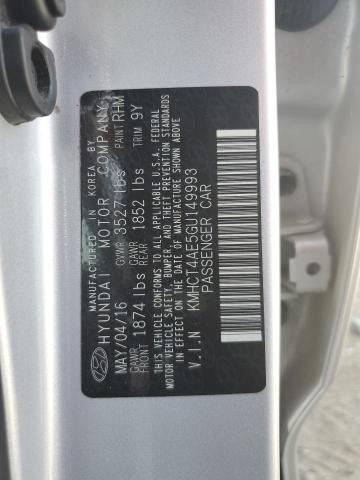 MANUFACTURED IN KOREA BY
HYUNDAI MOTOR COMPANY
MAY/04/16 GVWR 3527 lbs PAINT RHM
GAWR FRONT 1874 lbs GAWR REAR 1852 lbs TRIM 9Y
THIS VEHICLE CONFORMS TO ALL APPLICABLE U.S.A. FEDERAL
MOTOR VEHICLE SAFETY, BUMPER, AND THEFT PREVENTION STANDARDS
IN EFFECT ON THE DATE OF MANUFACTURE SHOWN ABOVE.
V.I.N KMHCT4AE5GU149993
PASSENGER CAR